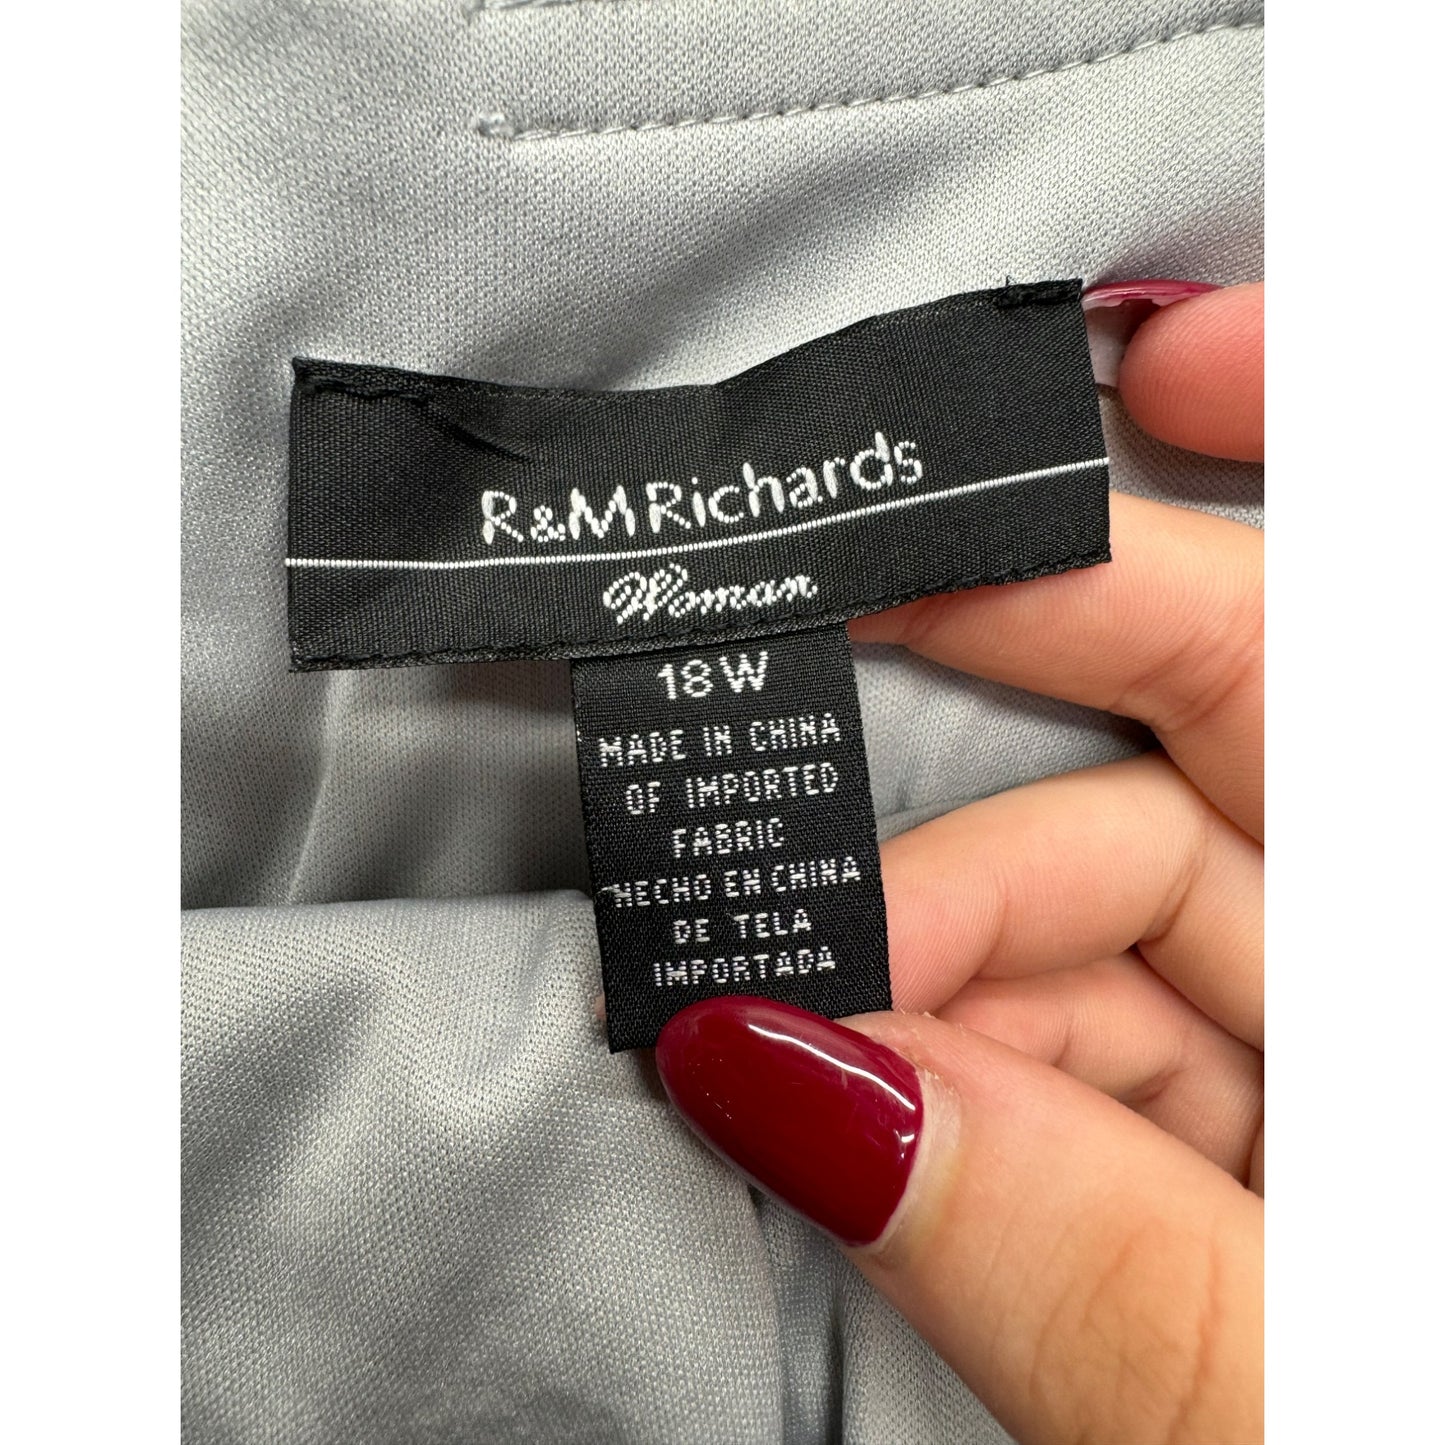 R&M Richards
Woman
18W
MADE IN CHINA
OF IMPORTED
FABRIC
HECHO EN CHINA
DE TELA
IMPORTADA